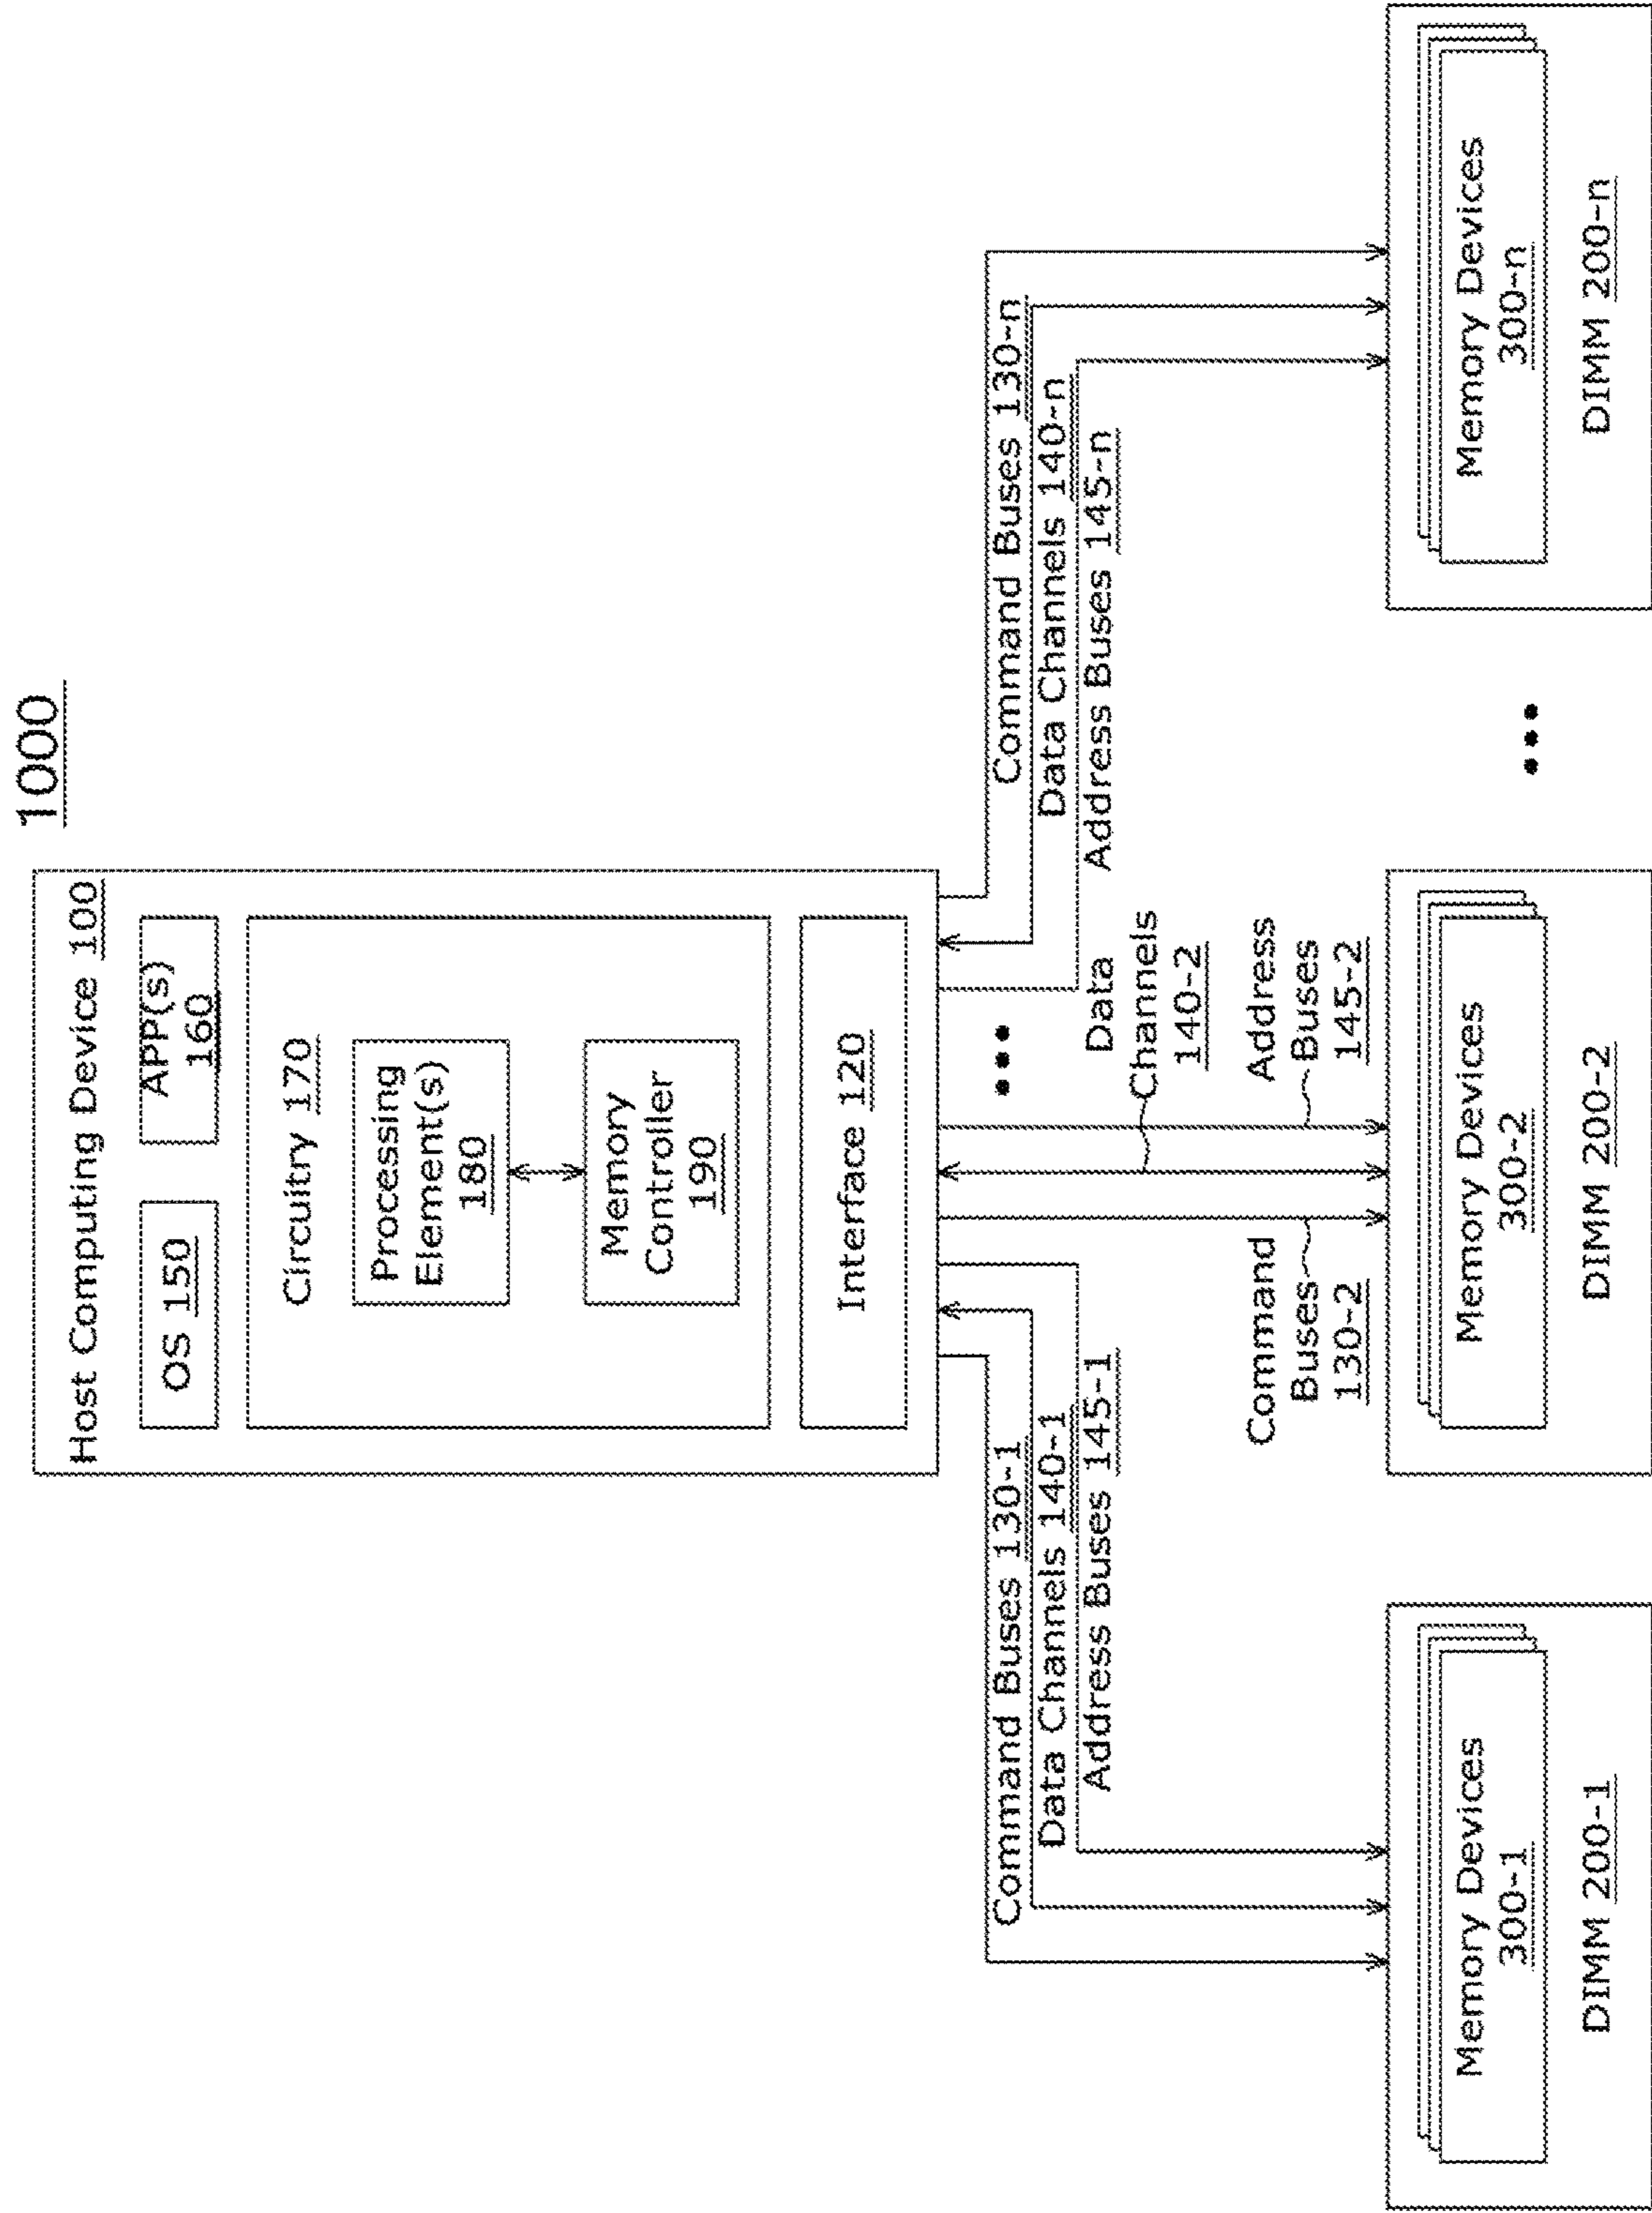 1000
Host Computing Device 100
OS 150
APP(s)
160
Circuitry 170
Processing
Element(s)
180
Memory
Controller
190
Interface 120
Command Buses 130-1
Data Channels 140-1
Address Buses 145-1
Command
Buses
130-2
Data
Channels
140-2
Address
Buses
145-2
Command Buses 130-n
Data Channels 140-n
Address Buses 145-n
Memory Devices
300-1
DIMM 200-1
Memory Devices
300-2
DIMM 200-2
Memory Devices
300-n
DIMM 200-n